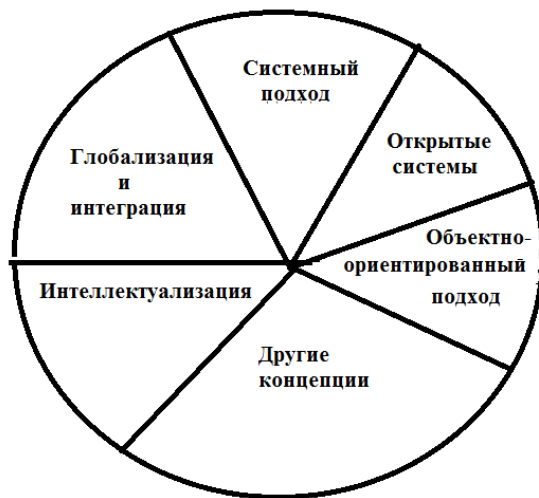 Системный
подход
Открытые
системы
Объектно-
ориентированный
подход
Другие
концепции
Интеллектуализация
Глобализация
и
интеграция